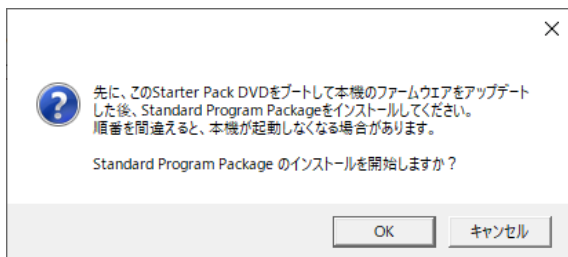 先に、このStarter Pack DVDをブートして本機のファームウェアをアップデート
した後、Standard Program Packageをインストールしてください。
順番を間違えると、本機が起動しなくなる場合があります。
Standard Program Package のインストールを開始しますか？
OK
キャンセル